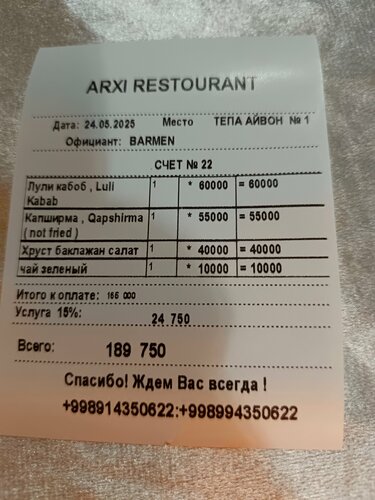 ARXI RESTOURANT
Дата: 24.05.2025 Место ТЕПА АЙВОН № 1
Официант: BARMEN
СЧЕТ № 22
Лули кабоб , Luli Kabab 1 * 60000 = 60000
Капширма , Qapshirma ( not fried ) 1 * 55000 = 55000
Хруст баклажан салат 1 * 40000 = 40000
чай зеленый 1 * 10000 = 10000
Итого к оплате: 165 000
Услуга 15%: 24 750
Всего: 189 750
Спасибо! Ждем Вас всегда !
+998914350622:+998994350622